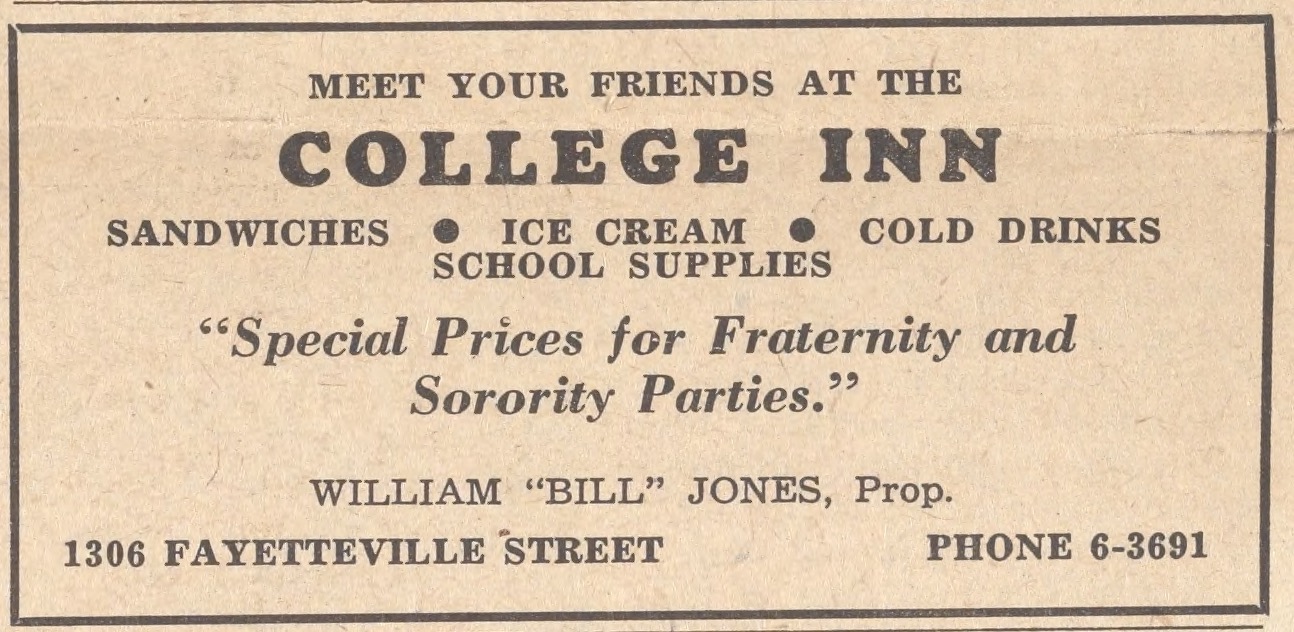 MEET YOUR FRIENDS AT THE
COLLEGE INN
SANDWICHES ● ICE CREAM ● COLD DRINKS
SCHOOL SUPPLIES
“Special Prices for Fraternity and
Sorority Parties.”
WILLIAM “BILL” JONES, Prop.
1306 FAYETTEVILLE STREET PHONE 6-3691